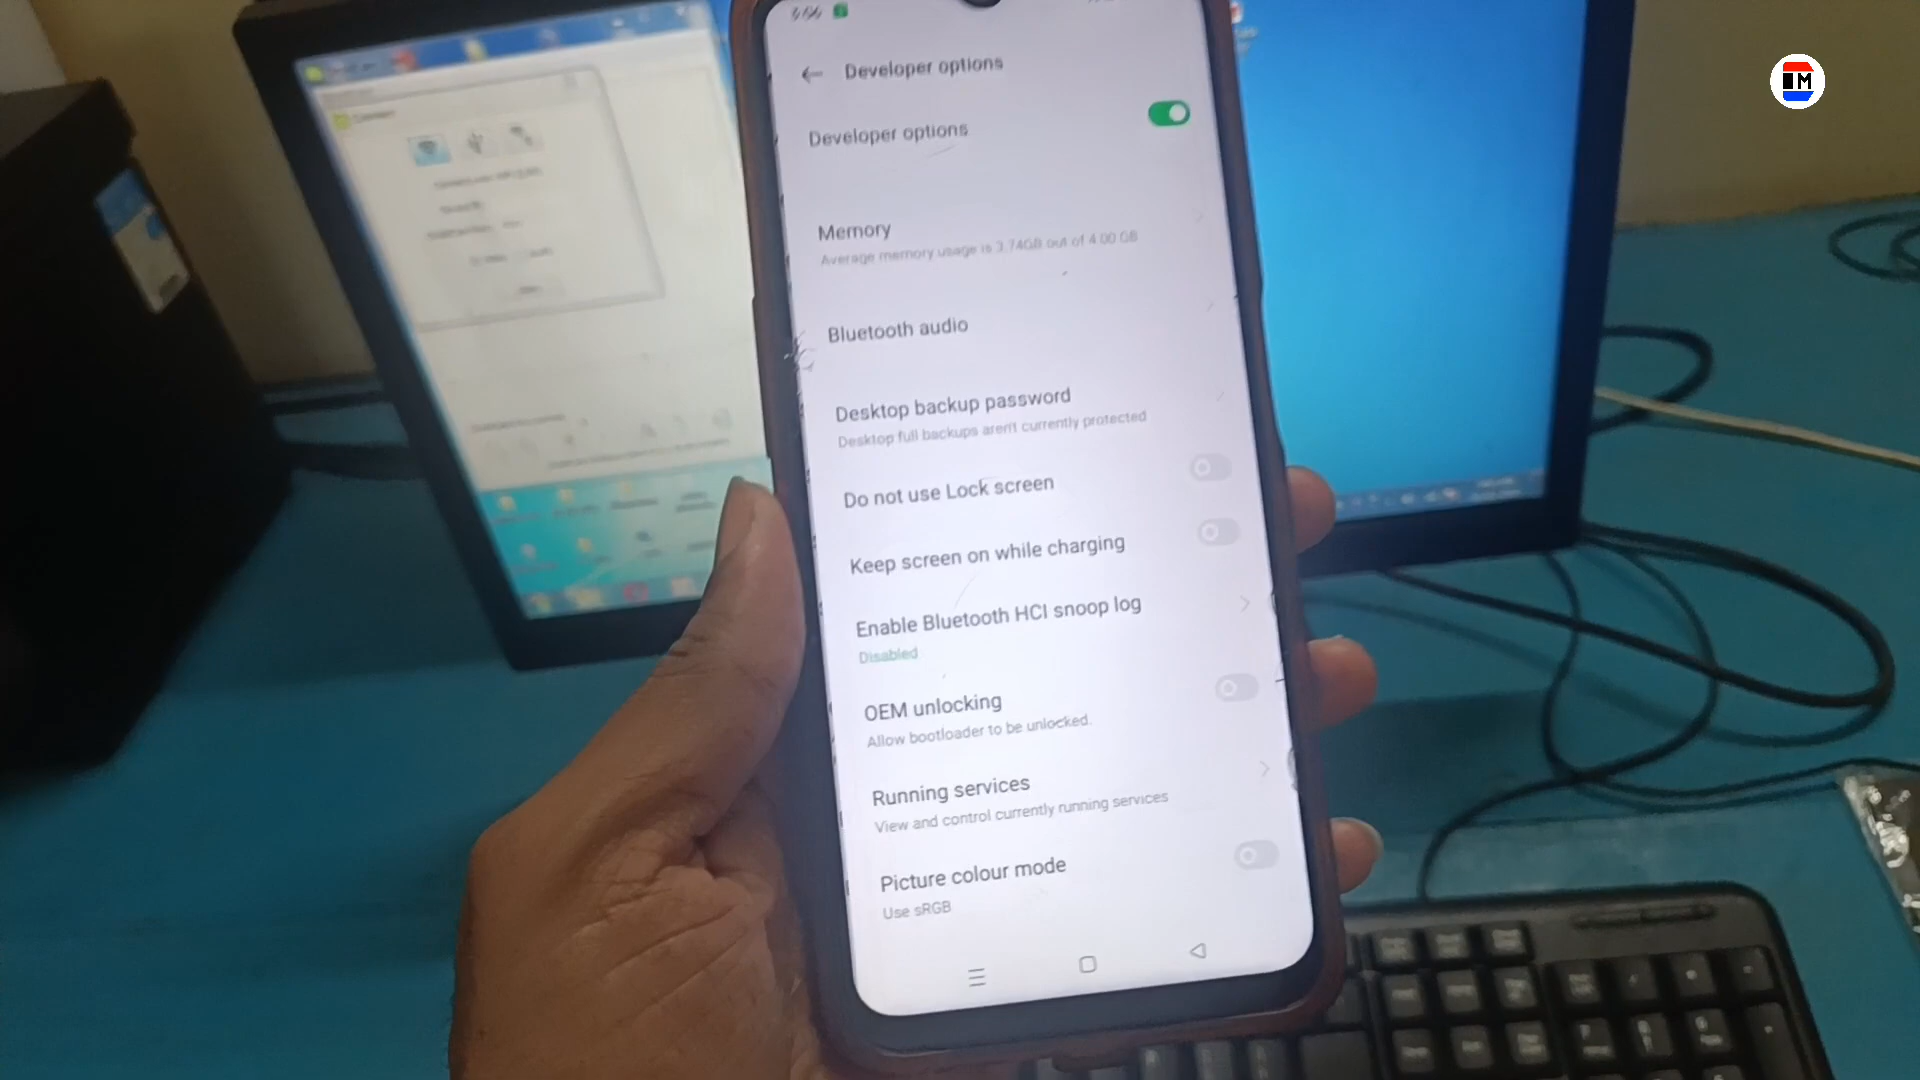 Developer options
Developer options
Memory
Average memory usage is 3.74GB out of 4.00 GB
Bluetooth audio
Desktop backup password
Desktop full backups aren't currently protected
Do not use Lock screen
Keep screen on while charging
Enable Bluetooth HCI snoop log
Disabled
OEM unlocking
Allow bootloader to be unlocked.
Running services
View and control currently running services
Picture colour mode
Use sRGB